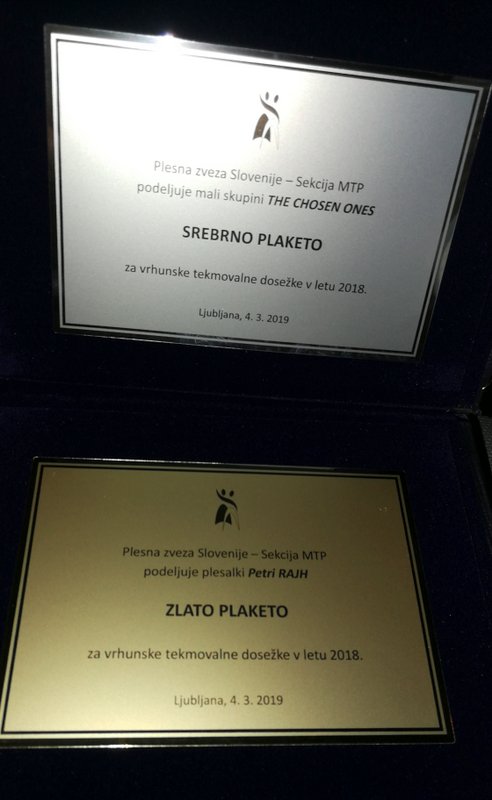 Plesna zveza Slovenije – Sekcija MTP
podeljuje mali skupini THE CHOSEN ONES
SREBRNO PLAKETO
za vrhunske tekmovalne dosežke v letu 2018.
Ljubljana, 4. 3. 2019
Plesna zveza Slovenije – Sekcija MTP
podeljuje plesalki Petri RAJH
ZLATO PLAKETO
za vrhunske tekmovalne dosežke v letu 2018.
Ljubljana, 4. 3. 2019